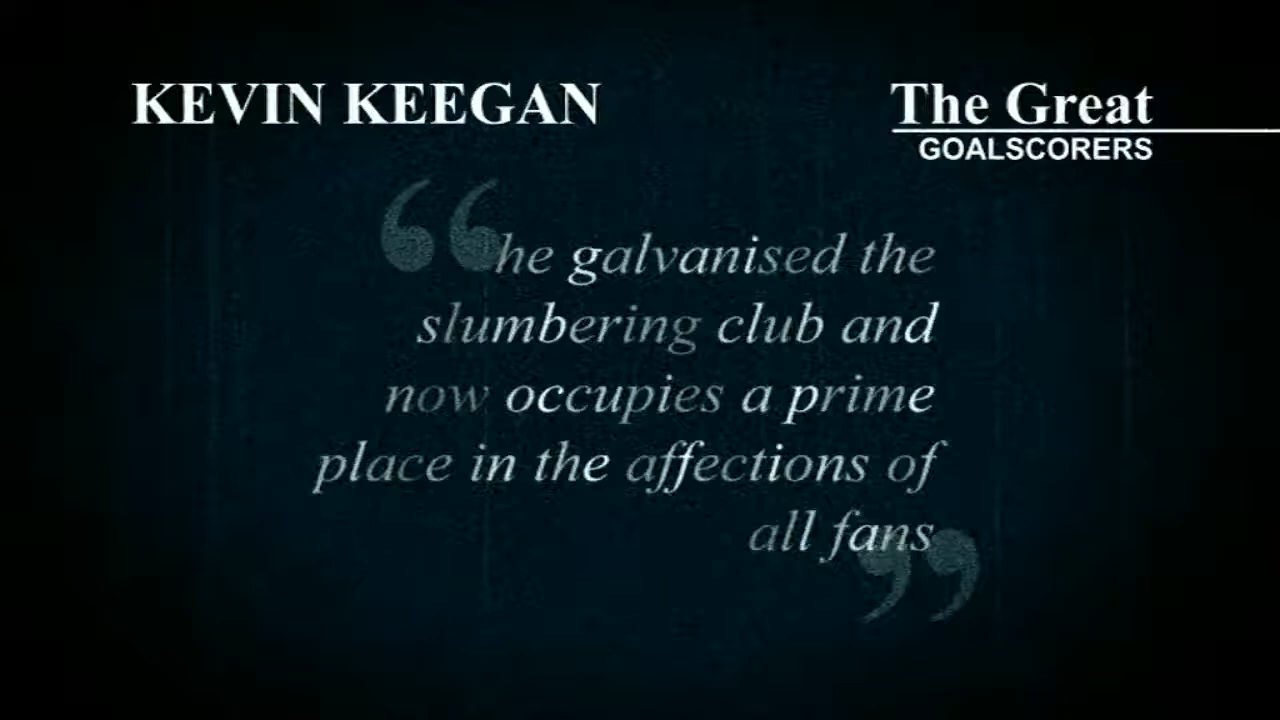 KEVIN KEEGAN
The Great
GOALSCORERS
“he galvanised the
slumbering club and
now occupies a prime
place in the affections of
all fans”